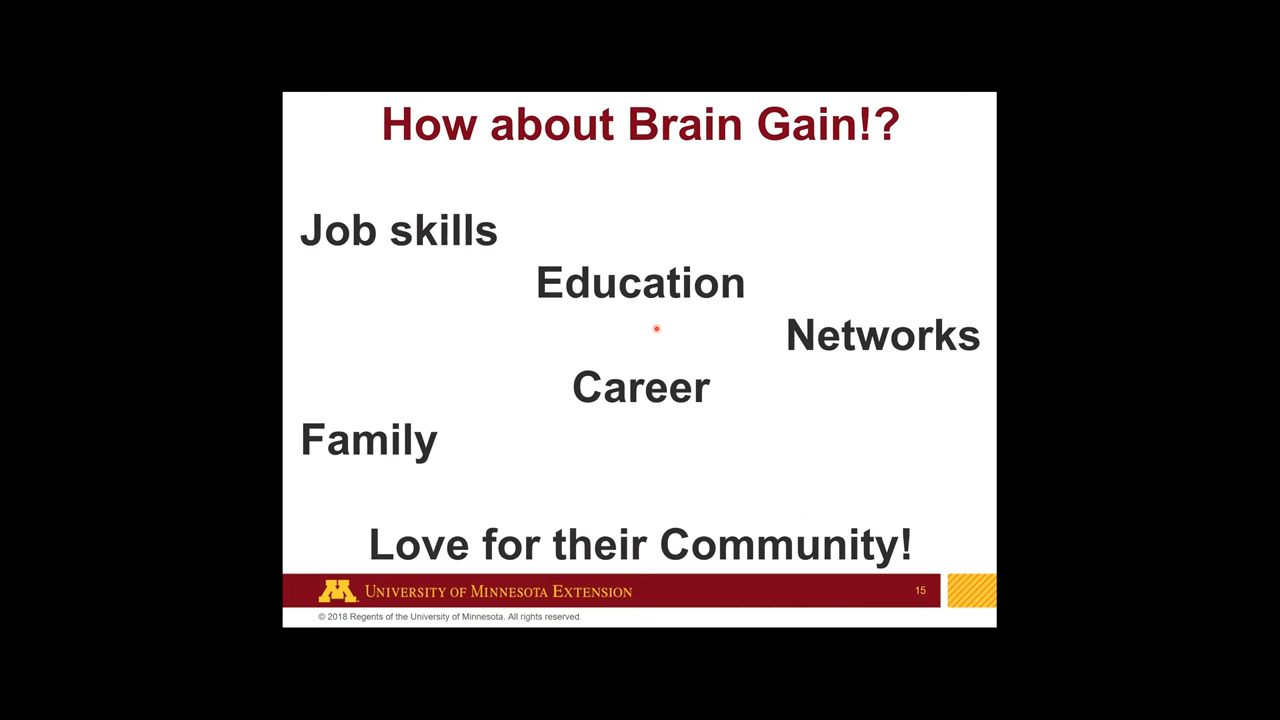 How about Brain Gain!?
Job skills
Education
Networks
Career
Family
Love for their Community!
M
UNIVERSITY OF MINNESOTA EXTENSION
15
© 2018 Regents of the University of Minnesota. All rights reserved.